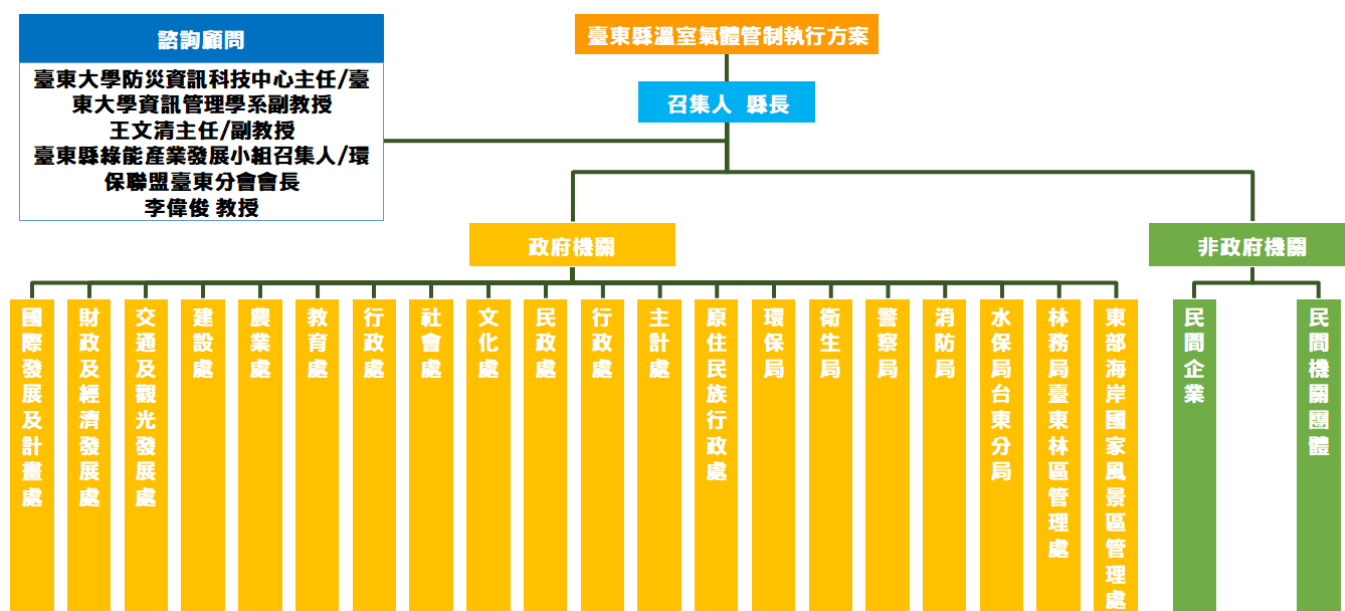 諮詢顧問
臺東大學防災資訊科技中心主任/臺
東大學資訊管理學系副教授
王文清主任/副教授
臺東縣綠能產業發展小組召集人/環
保聯盟臺東分會會長
李偉俊 教授
臺東縣溫室氣體管制執行方案
召集人 縣長
政府機關
非政府機關
國際發展及計畫處
財政及經濟發展處
交通及觀光發展處
建設處
農業處
教育處
行政處
社會處
文化處
民政處
行政處
主計處
原住民族行政處
環保局
衛生局
警察局
消防局
水保局台東分局
林務局臺東林區管理處
東部海岸國家風景區管理處
民間企業
民間機關團體